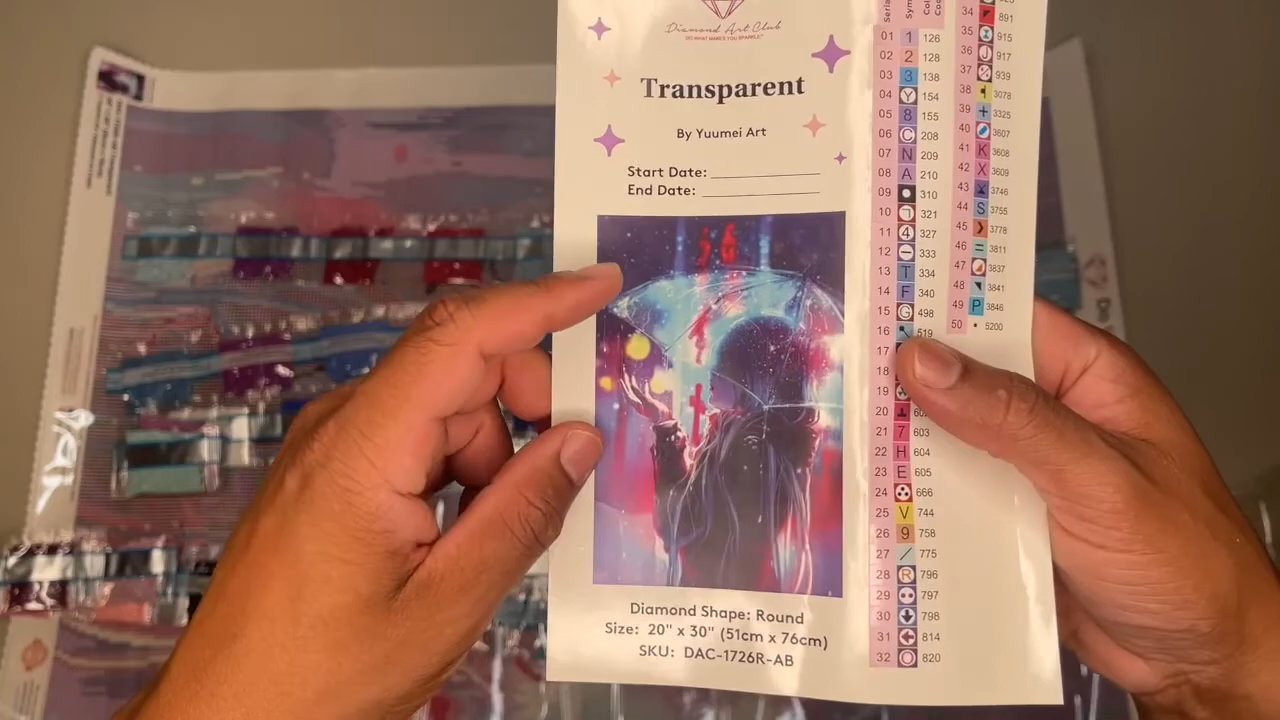 Diamond Art Club
DO WHAT MAKES YOU SPARKLE
Transparent
By Yuumei Art
Start Date:
End Date:
Diamond Shape: Round
Size: 20" x 30" (51cm x 76cm)
SKU: DAC-1726R-AB
01 1 126
02 2 128
03 3 138
04 Y 154
05 8 155
06 C 208
07 N 209
08 A 210
09 310
10 321
11 4 327
12 333
13 T 334
14 F 340
15 G 498
16 519
17
18
19
20
21 7 603
22 H 604
23 E 605
24 666
25 V 744
26 9 758
27 / 775
28 R 796
29 797
30 798
31 814
32 820
34 891
35 915
36 J 917
37 939
38 3078
39 + 3325
40 3607
41 K 3608
42 X 3609
43 3746
44 S 3755
45 3778
46 = 3811
47 3837
48 3841
49 P 3846
50 5200